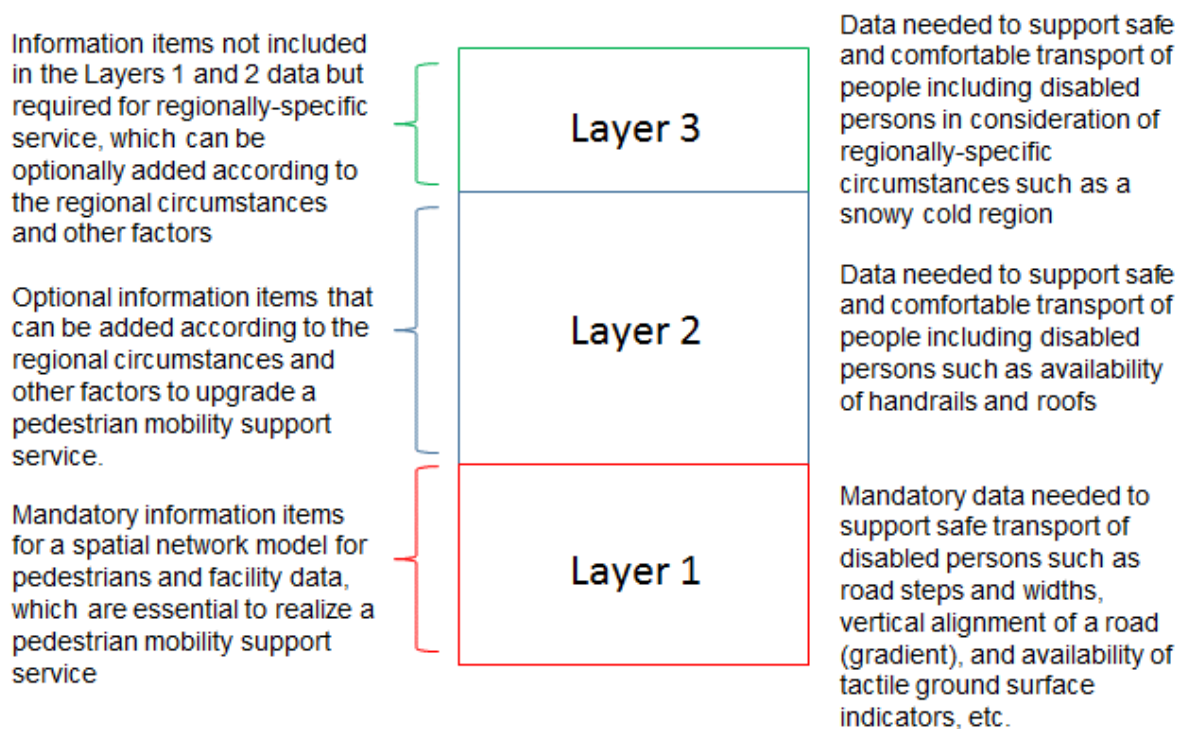 Information items not included
in the Layers 1 and 2 data but
required for regionally-specific
service, which can be
optionally added according to
the regional circumstances
and other factors
Layer 3
Data needed to support safe
and comfortable transport of
people including disabled
persons in consideration of
regionally-specific
circumstances such as a
snowy cold region
Optional information items that
can be added according to the
regional circumstances and
other factors to upgrade a
pedestrian mobility support
service.
Layer 2
Data needed to support safe
and comfortable transport of
people including disabled
persons such as availability
of handrails and roofs
Mandatory information items
for a spatial network model for
pedestrians and facility data,
which are essential to realize a
pedestrian mobility support
service
Layer 1
Mandatory data needed to
support safe transport of
disabled persons such as
road steps and widths,
vertical alignment of a road
(gradient), and availability of
tactile ground surface
indicators, etc.